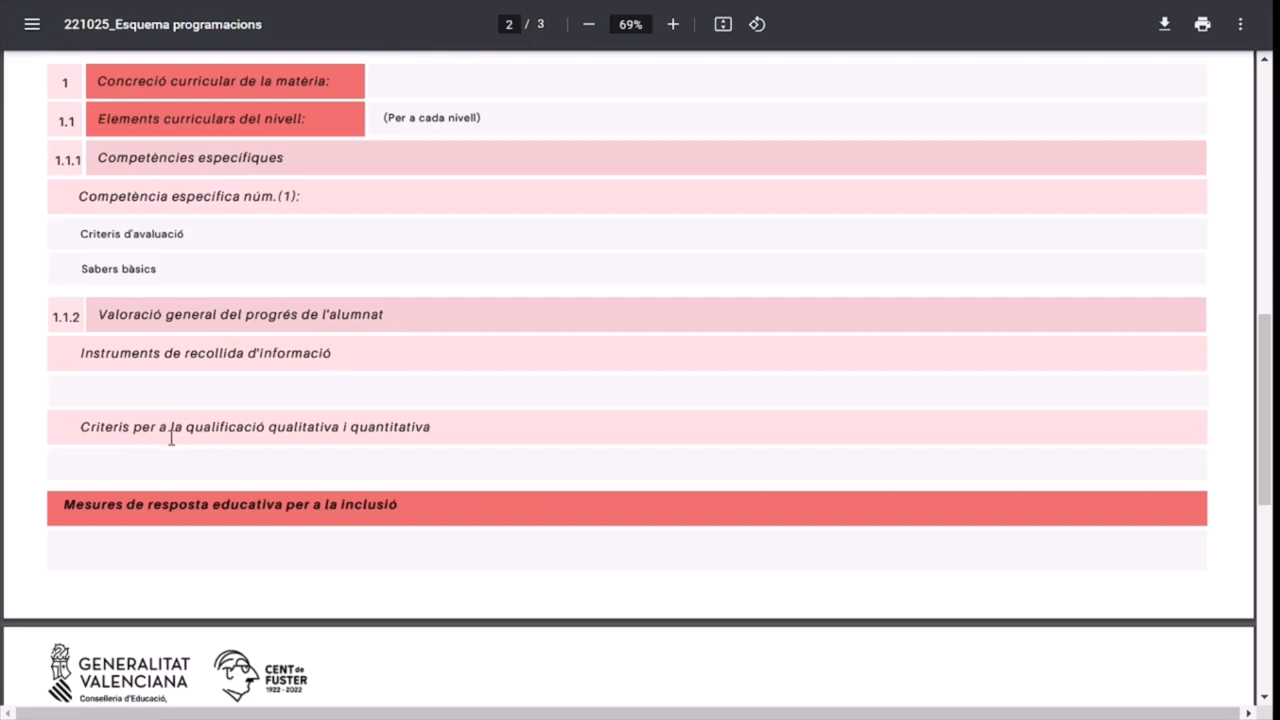 221025_Esquema programacions
2 / 3
69%
1 Concreció curricular de la matèria:
1.1 Elements curriculars del nivell: (Per a cada nivell)
1.1.1 Competències específiques
Competència específica núm.(1):
Criteris d'avaluació
Sabers bàsics
1.1.2 Valoració general del progrés de l'alumnat
Instruments de recollida d'informació
Criteris per a la qualificació qualitativa i quantitativa
Mesures de resposta educativa per a la inclusió
GENERALITAT
VALENCIANA
Conselleria d'Educació,
CENT de
FUSTER
1922 - 2022